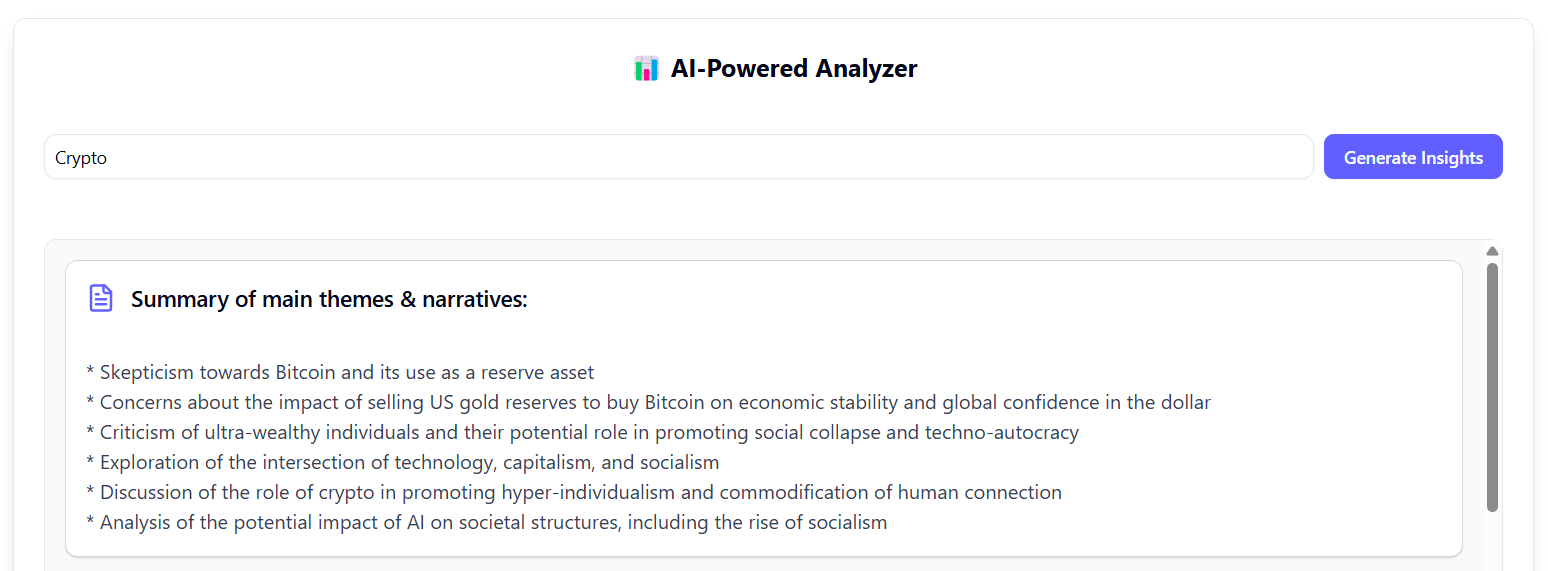 AI-Powered Analyzer
Crypto
Generate Insights
Summary of main themes & narratives:
* Skepticism towards Bitcoin and its use as a reserve asset
* Concerns about the impact of selling US gold reserves to buy Bitcoin on economic stability and global confidence in the dollar
* Criticism of ultra-wealthy individuals and their potential role in promoting social collapse and techno-autocracy
* Exploration of the intersection of technology, capitalism, and socialism
* Discussion of the role of crypto in promoting hyper-individualism and commodification of human connection
* Analysis of the potential impact of AI on societal structures, including the rise of socialism